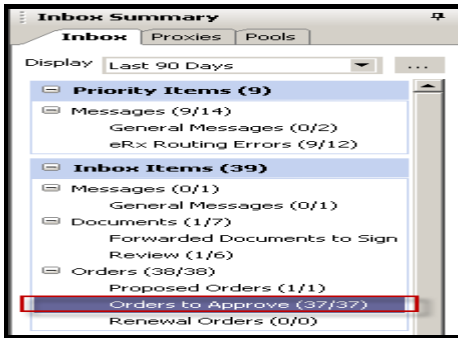 Inbox Summary
Inbox Proxies Pools
Display Last 90 Days ...
Priority Items (9)
Messages (9/14)
General Messages (0/2)
eRx Routing Errors (9/12)
Inbox Items (39)
Messages (0/1)
General Messages (0/1)
Documents (1/7)
Forwarded Documents to Sign
Review (1/6)
Orders (38/38)
Proposed Orders (1/1)
Orders to Approve (37/37)
Renewal Orders (0/0)